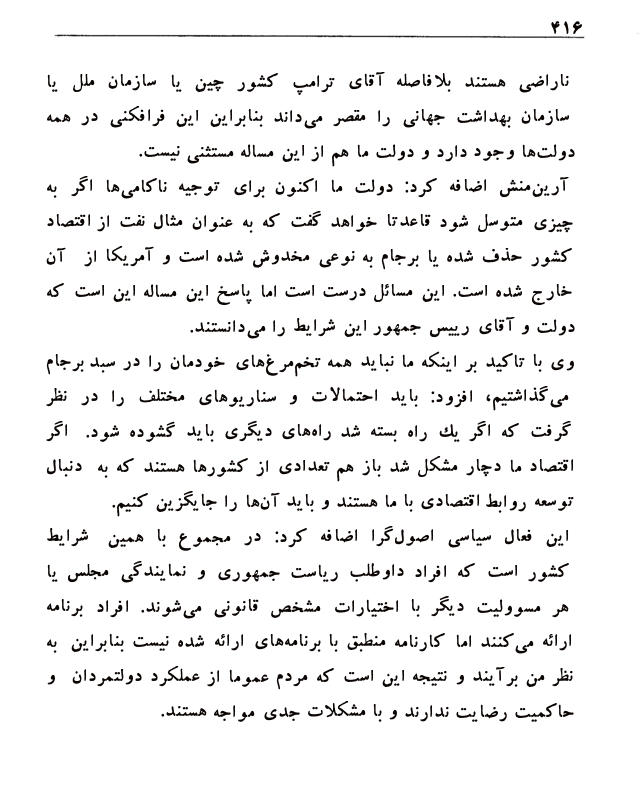 ۴۱۶
ناراضی هستند بلافاصله آقای ترامپ کشور چین یا سازمان ملل یا
سازمان بهداشت جهانی را مقصر می‌داند بنابراین این فرافکنی در همه
دولت‌ها وجود دارد و دولت ما هم از این مساله مستثنی نیست.
آرین‌منش اضافه کرد: دولت ما اکنون برای توجیه ناکامی‌ها اگر به
چیزی متوسل شود قاعدتا خواهد گفت که به عنوان مثال نفت از اقتصاد
کشور حذف شده یا برجام به نوعی مخدوش شده است و آمریکا از آن
خارج شده است. این مسائل درست است اما پاسخ این مساله این است که
دولت و آقای رییس جمهور این شرایط را می‌دانستند.
وی با تاکید بر اینکه ما نباید همه تخم‌مرغ‌های خودمان را در سبد برجام
می‌گذاشتیم، افزود: باید احتمالات و سناریوهای مختلف را در نظر
گرفت که اگر یك راه بسته شد راه‌های دیگری باید گشوده شود. اگر
اقتصاد ما دچار مشکل شد باز هم تعدادی از کشورها هستند که به دنبال
توسعه روابط اقتصادی با ما هستند و باید آن‌ها را جایگزین کنیم.
این فعال سیاسی اصول‌گرا اضافه کرد: در مجموع با همین شرایط
کشور است که افراد داوطلب ریاست جمهوری و نمایندگی مجلس یا
هر مسوولیت دیگر با اختیارات مشخص قانونی می‌شوند. افراد برنامه
ارائه می‌کنند اما کارنامه منطبق با برنامه‌های ارائه شده نیست بنابراین به
نظر من برآیند و نتیجه این است که مردم عموما از عملکرد دولتمردان و
حاکمیت رضایت ندارند و با مشکلات جدی مواجه هستند.